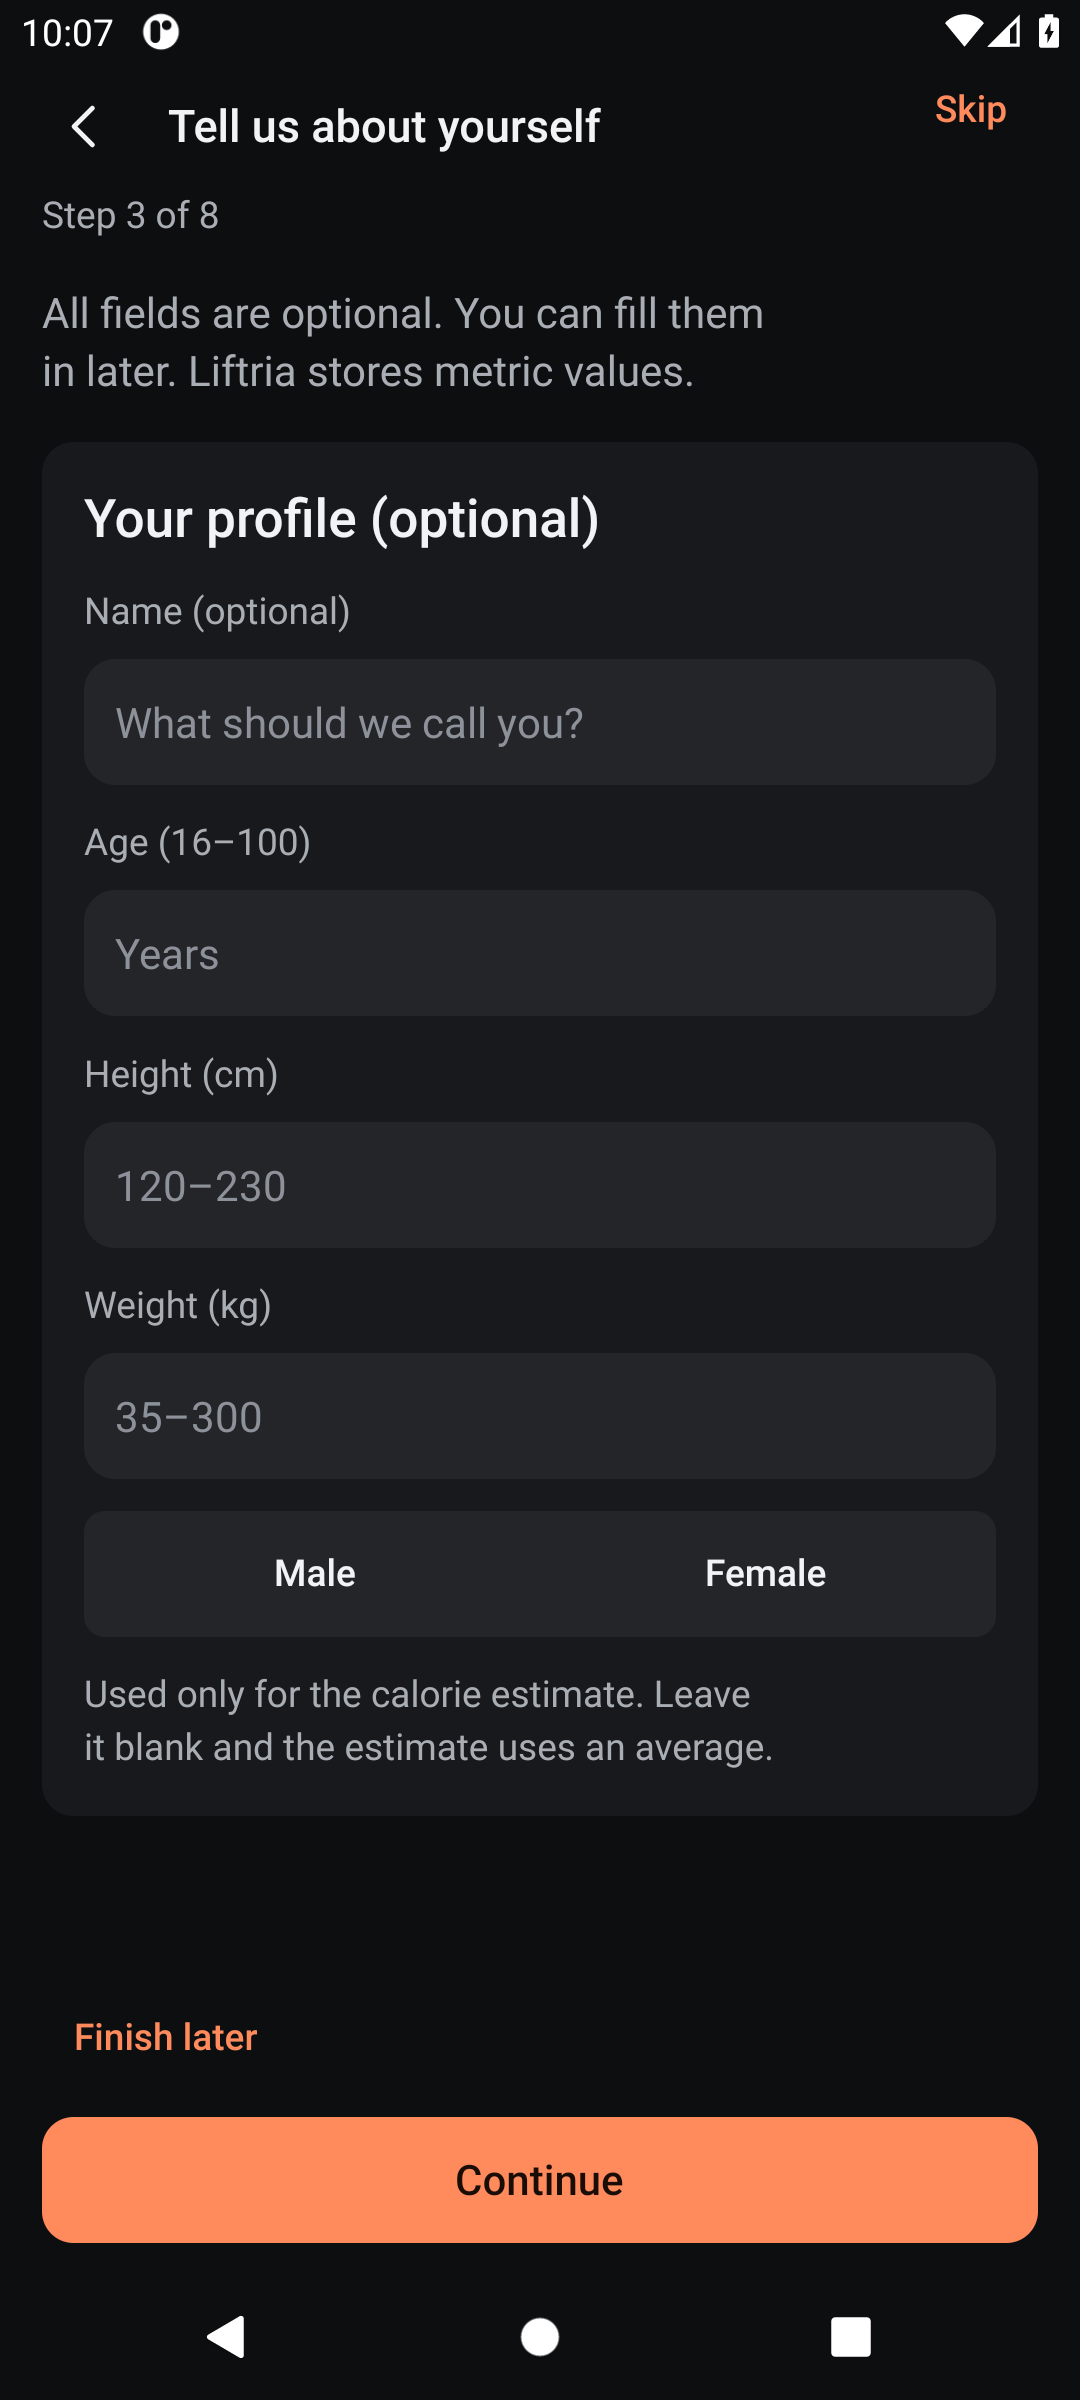 10:07
Tell us about yourself
Skip
Step 3 of 8
All fields are optional. You can fill them
in later. Liftria stores metric values.
Your profile (optional)
Name (optional)
What should we call you?
Age (16–100)
Years
Height (cm)
120–230
Weight (kg)
35–300
Male
Female
Used only for the calorie estimate. Leave
it blank and the estimate uses an average.
Finish later
Continue